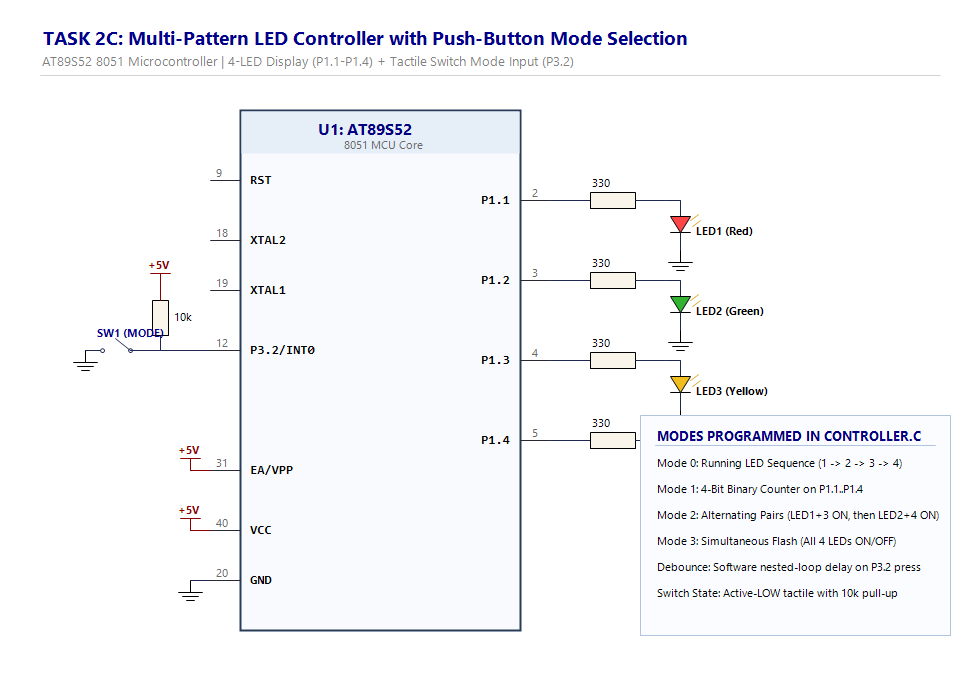 TASK 2C: Multi-Pattern LED Controller with Push-Button Mode Selection
AT89S52 8051 Microcontroller | 4-LED Display (P1.1-P1.4) + Tactile Switch Mode Input (P3.2)
U1: AT89S52
8051 MCU Core
9
RST
18
XTAL2
19
XTAL1
+5V
10k
SW1 (MODE)
12
P3.2/INT0
+5V
31
EA/VPP
+5V
40
VCC
20
GND
P1.1
2
330
LED1 (Red)
P1.2
3
330
LED2 (Green)
P1.3
4
330
LED3 (Yellow)
P1.4
5
330
MODES PROGRAMMED IN CONTROLLER.C
Mode 0: Running LED Sequence (1 -> 2 -> 3 -> 4)
Mode 1: 4-Bit Binary Counter on P1.1..P1.4
Mode 2: Alternating Pairs (LED1+3 ON, then LED2+4 ON)
Mode 3: Simultaneous Flash (All 4 LEDs ON/OFF)
Debounce: Software nested-loop delay on P3.2 press
Switch State: Active-LOW tactile with 10k pull-up